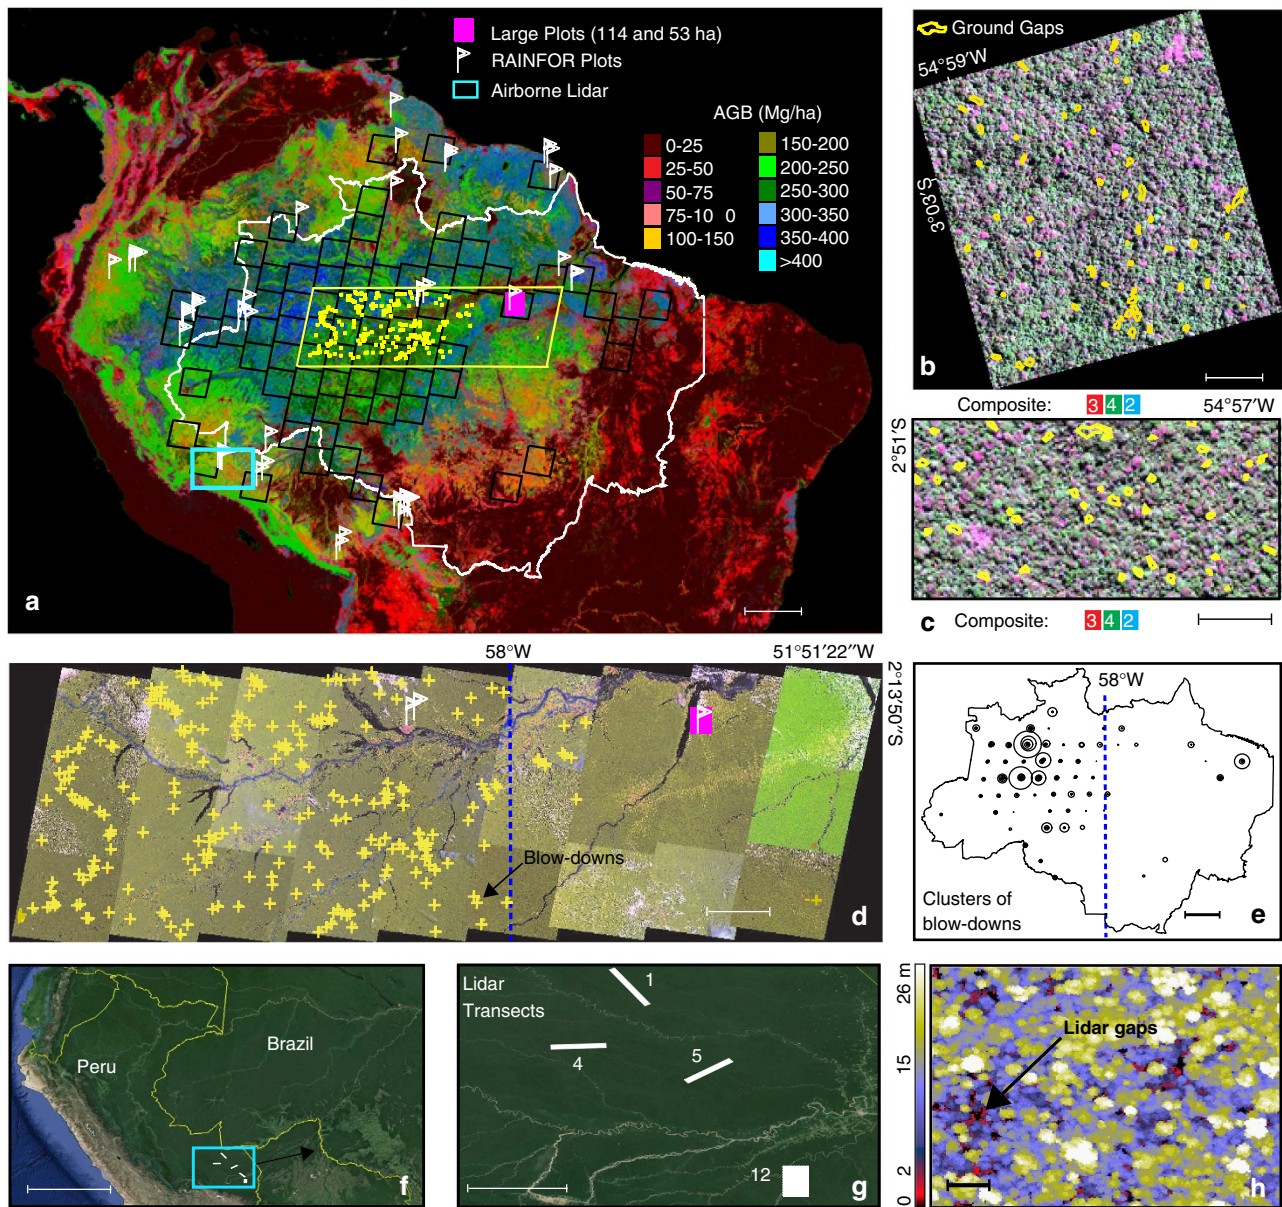 Large Plots (114 and 53 ha)
RAINFOR Plots
Airborne Lidar
AGB (Mg/ha)
0-25
25-50
50-75
75-10 0
100-150
150-200
200-250
250-300
300-350
350-400
>400
a
Ground Gaps
54°59′W
3°03′S
b
Composite: 3 4 2
54°57′W
2°51′S
c
Composite: 3 4 2
58°W
51°51′22″W
2°13′50″S
Blow-downs
d
58°W
Clusters of
blow-downs
e
Peru
Brazil
f
Lidar
Transects
1
4
5
12
g
26 m
15
2
0
Lidar gaps
h